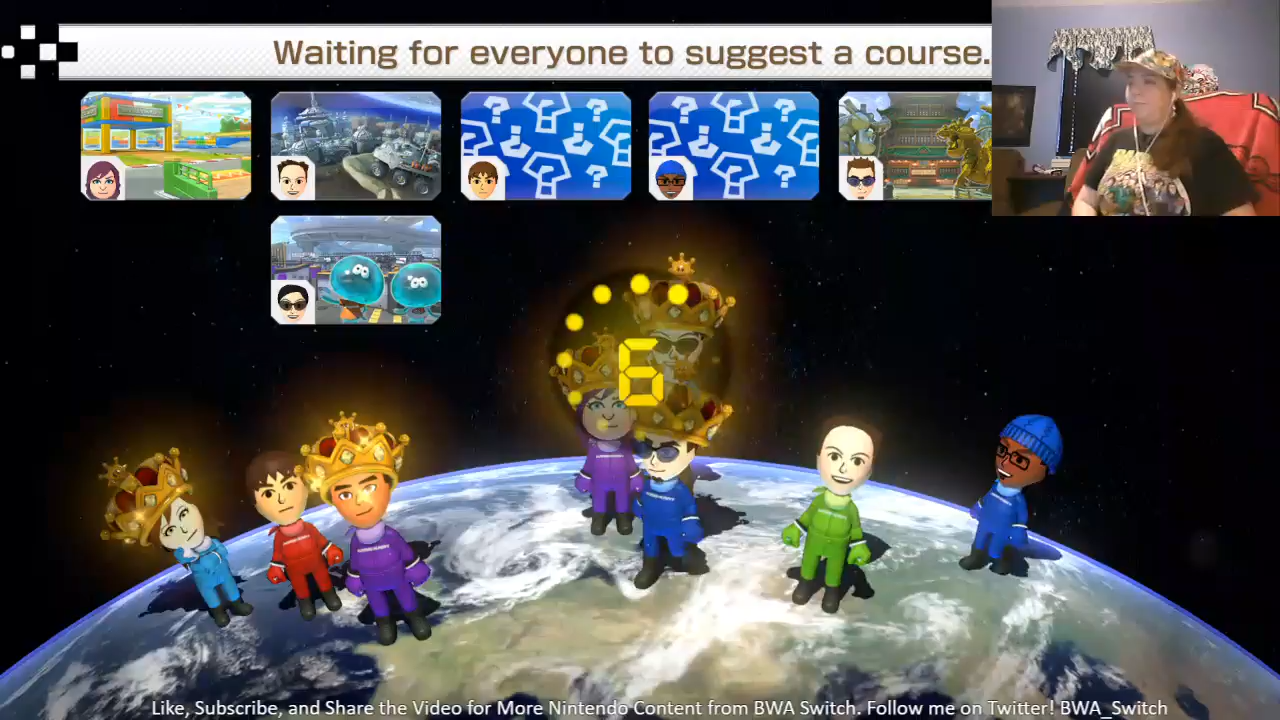 Waiting for everyone to suggest a course.
6
Like, Subscribe, and Share the Video for More Nintendo Content from BWA Switch. Follow me on Twitter! BWA_Switch